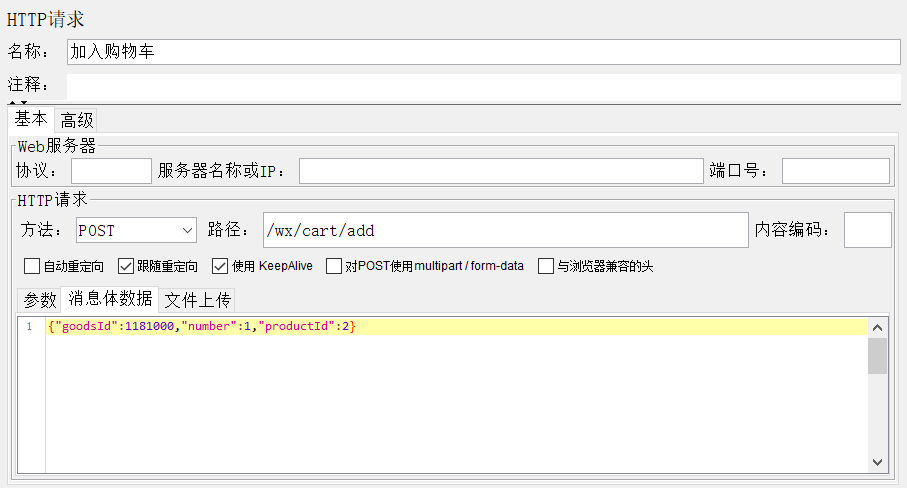 HTTP请求
名称： 加入购物车
注释：
基本 高级
Web服务器
协议： 服务器名称或IP： 端口号：
HTTP请求
方法： POST 路径： /wx/cart/add 内容编码：
自动重定向 跟随重定向 使用 KeepAlive 对POST使用multipart / form-data 与浏览器兼容的头
参数 消息体数据 文件上传
1 {"goodsId":1181000,"number":1,"productId":2}